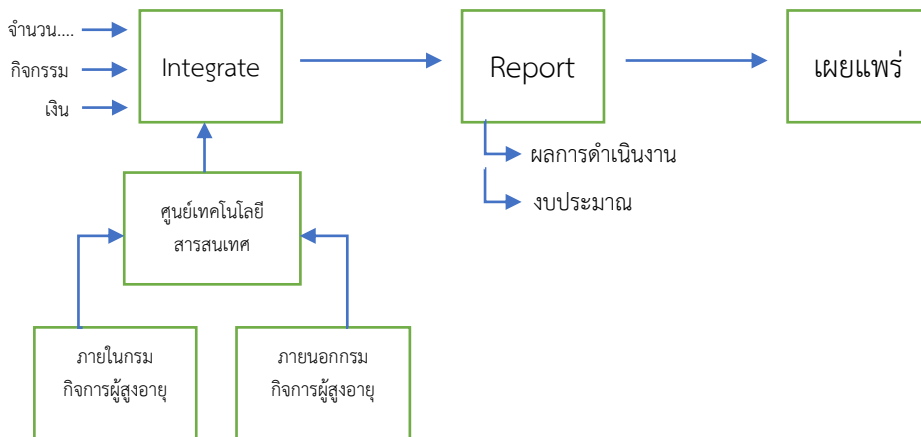 จำนวน....
กิจกรรม
เงิน
Integrate
Report
เผยแพร่
ผลการดำเนินงาน
งบประมาณ
ศูนย์เทคโนโลยี
สารสนเทศ
ภายในกรม
กิจการผู้สูงอายุ
ภายนอกกรม
กิจการผู้สูงอายุ